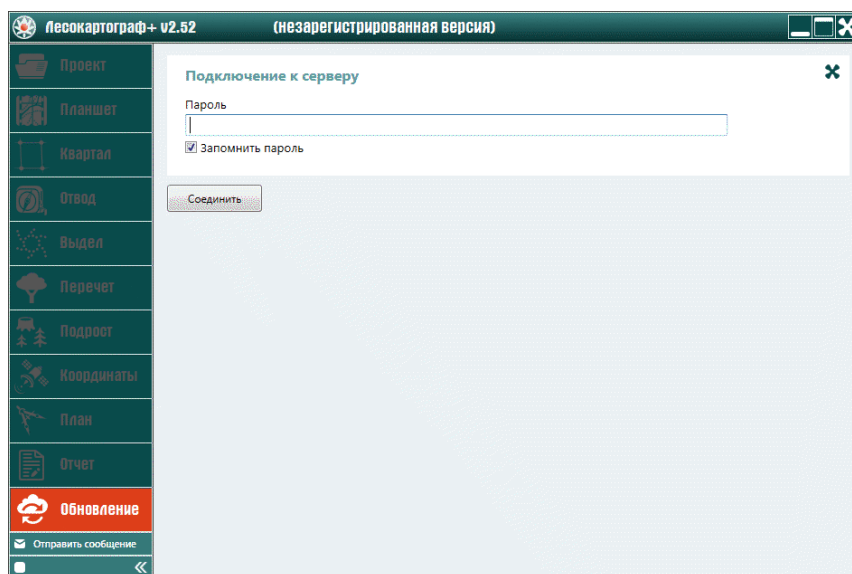 Лесокартограф+ v2.52 (незарегистрированная версия)
Проект
Планшет
Квартал
Отвод
Выдел
Перечет
Подрост
Координаты
План
Отчет
Обновление
Отправить сообщение
Подключение к серверу
Пароль
Запомнить пароль
Соединить